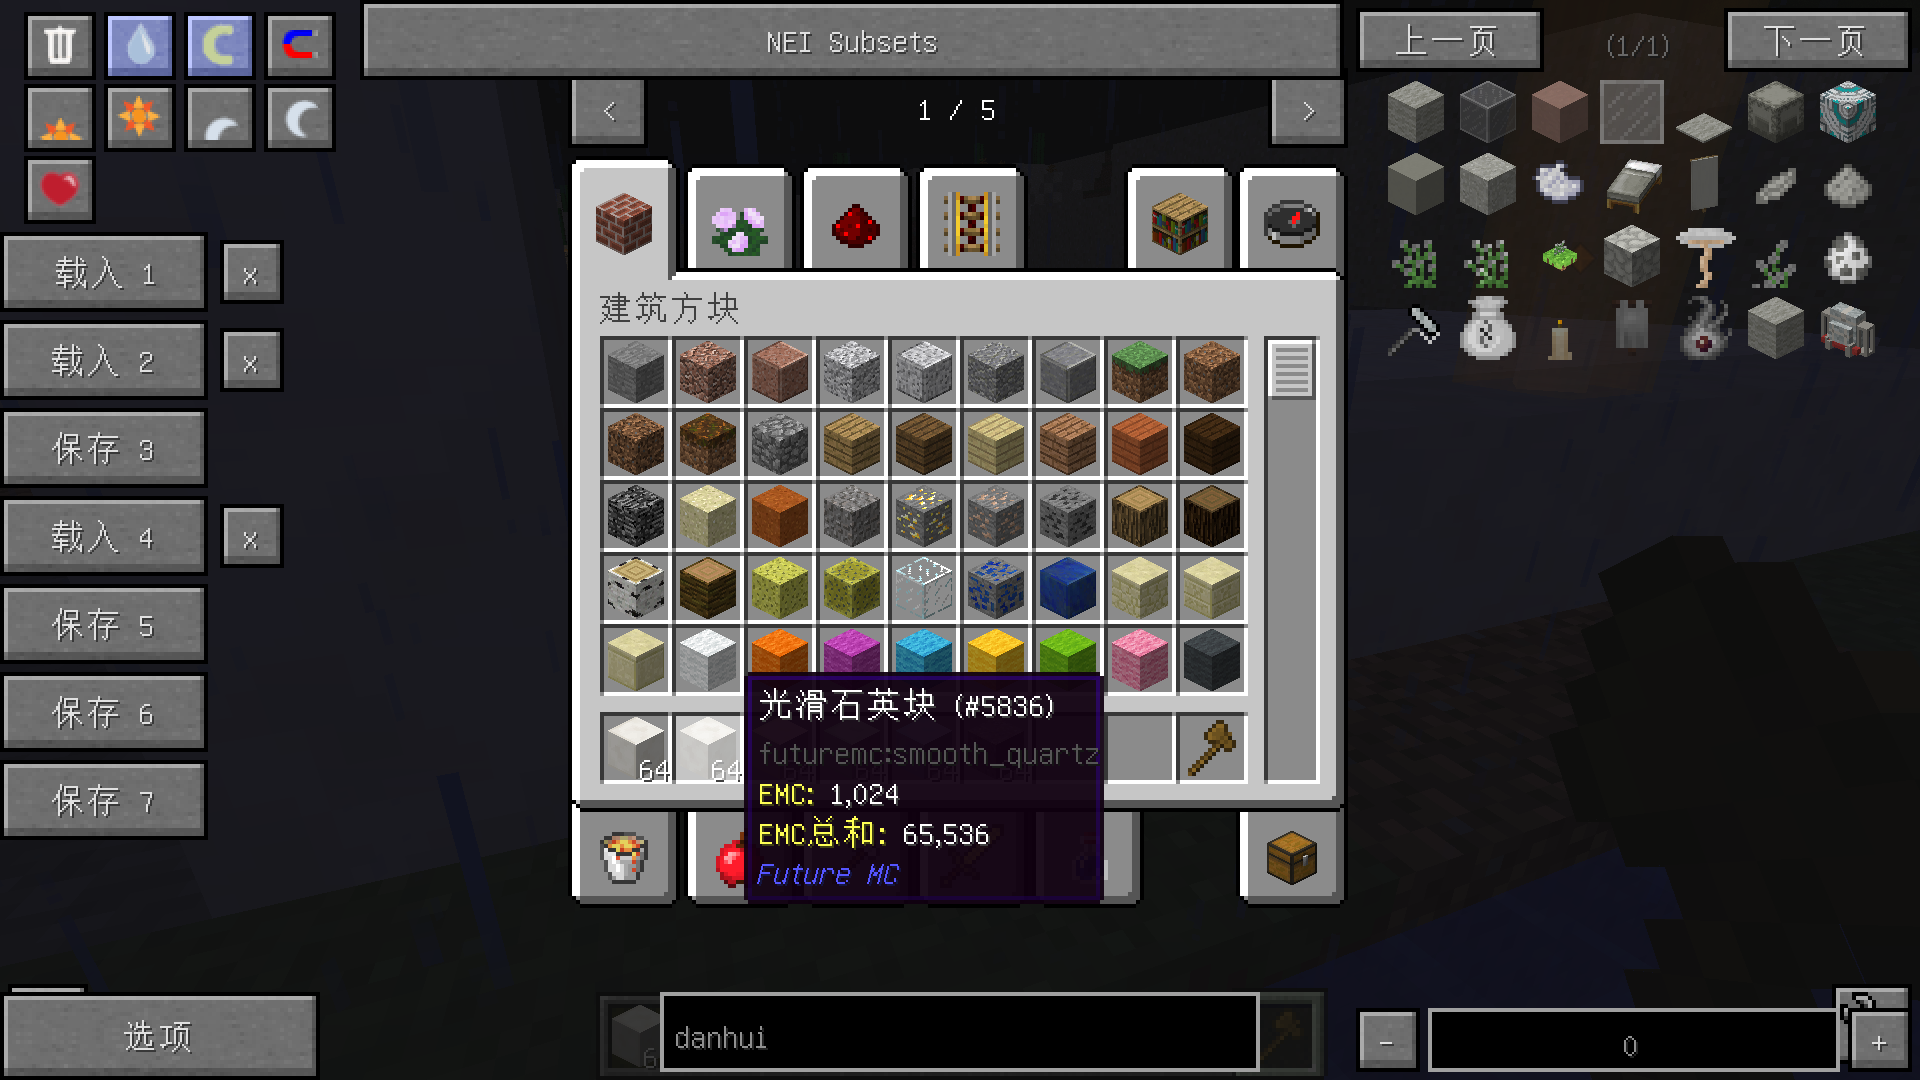 NEI Subsets
上一页
(1/1)
下一页
<
1 / 5
>
载入 1
x
载入 2
x
保存 3
载入 4
x
保存 5
保存 6
保存 7
建筑方块
64
64
光滑石英块 (#5836)
futuremc:smooth_quartz
EMC: 1,024
EMC总和: 65,536
Future MC
选项
6
danhui
-
0
+